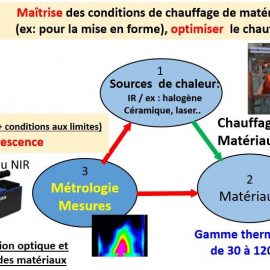 Maîtrise des conditions de chauffage de maté
(ex: pour la mise en forme), optimiser le chauf
1
Sources de chaleur:
IR / ex : halogène
Céramique, laser..
+ conditions aux limites)
escence
u NIR
Chauffag
Matériau
3
Métrologie
Mesures
2
Matériau
Gamme therm
de 30 à 120
ion optique et
des matériaux